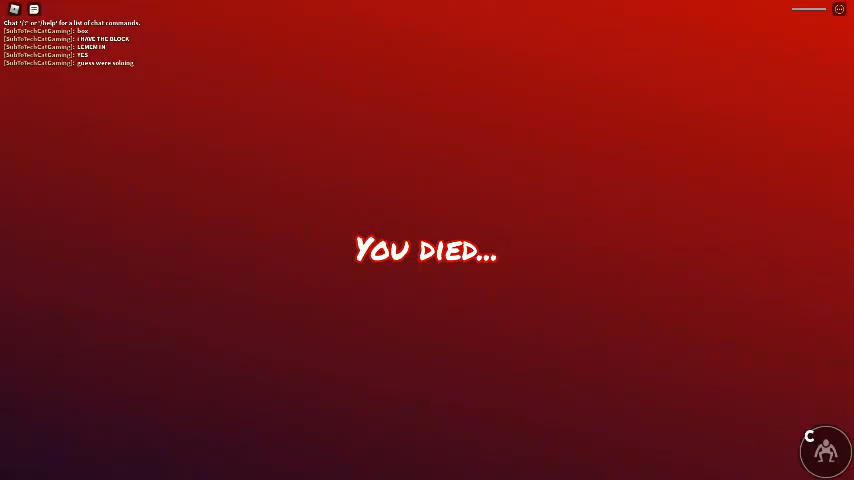 Chat '/?' or '/help' for a list of chat commands.
[SubToTechCatGaming]: box
[SubToTechCatGaming]: I HAVE THE BLOCK
[SubToTechCatGaming]: LEMEM IN
[SubToTechCatGaming]: YES
[SubToTechCatGaming]: guess were soloing
You died...
C